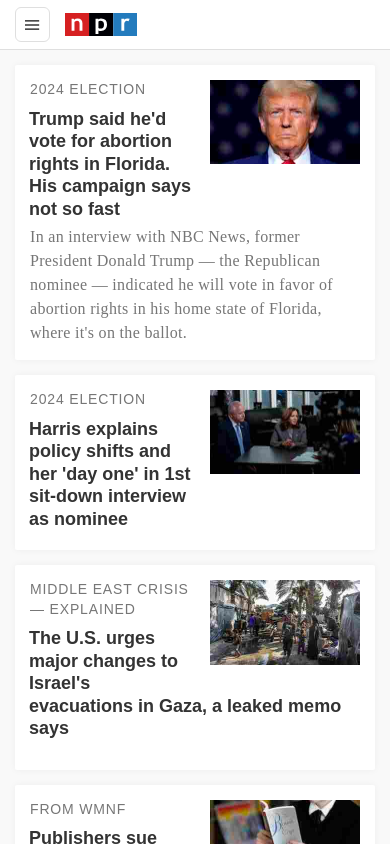 npr
2024 ELECTION
Trump said he'd
vote for abortion
rights in Florida.
His campaign says
not so fast
In an interview with NBC News, former
President Donald Trump — the Republican
nominee — indicated he will vote in favor of
abortion rights in his home state of Florida,
where it's on the ballot.
2024 ELECTION
Harris explains
policy shifts and
her 'day one' in 1st
sit-down interview
as nominee
MIDDLE EAST CRISIS
— EXPLAINED
The U.S. urges
major changes to
Israel's
evacuations in Gaza, a leaked memo
says
FROM WMNF
Publishers sue